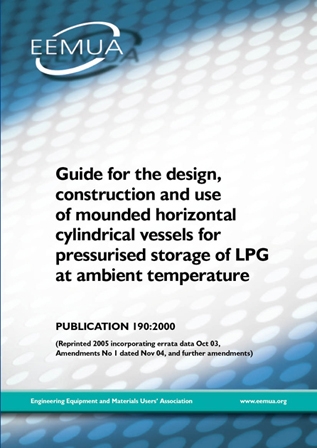 EEMUA
Guide for the design,
construction and use
of mounded horizontal
cylindrical vessels for
pressurised storage of LPG
at ambient temperature
PUBLICATION 190:2000
(Reprinted 2005 incorporating errata data Oct 03,
Amendments No 1 dated Nov 04, and further amendments)
Engineering Equipment and Materials Users' Association www.eemua.org